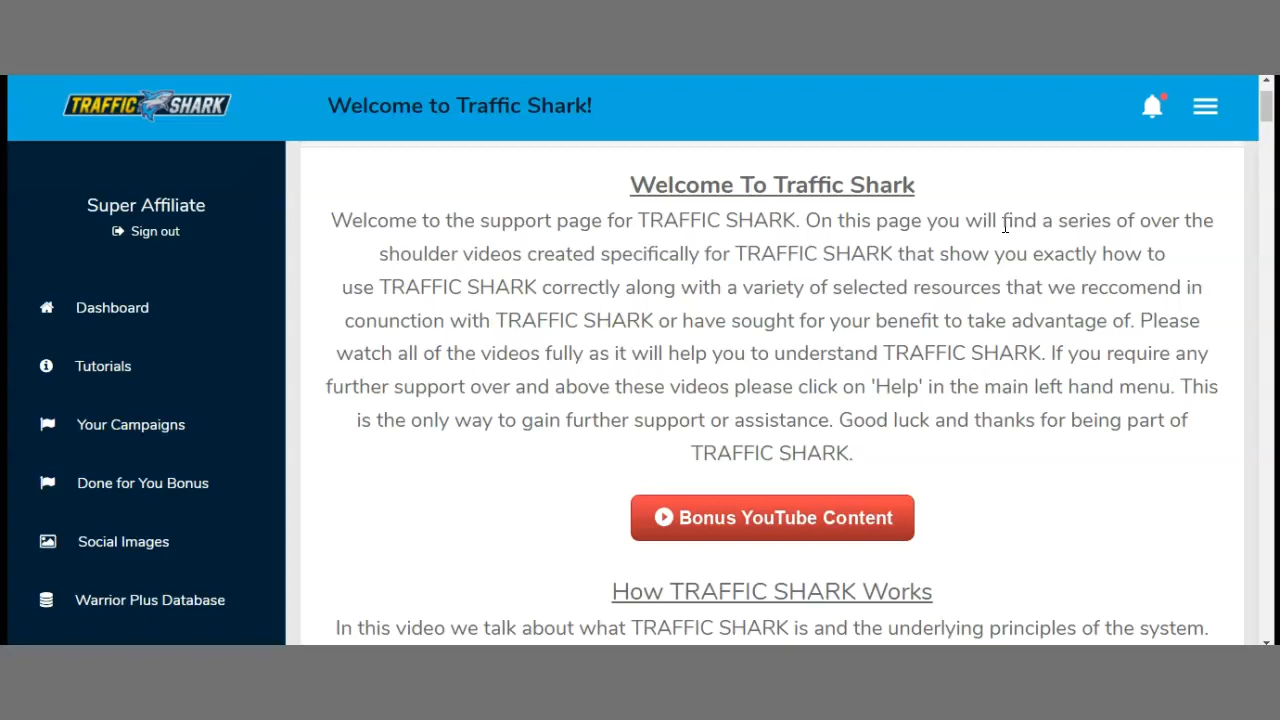 TRAFFIC SHARK
Welcome to Traffic Shark!
Super Affiliate
Sign out
Dashboard
Tutorials
Your Campaigns
Done for You Bonus
Social Images
Warrior Plus Database
Welcome To Traffic Shark
Welcome to the support page for TRAFFIC SHARK. On this page you will find a series of over the
shoulder videos created specifically for TRAFFIC SHARK that show you exactly how to
use TRAFFIC SHARK correctly along with a variety of selected resources that we reccomend in
conunction with TRAFFIC SHARK or have sought for your benefit to take advantage of. Please
watch all of the videos fully as it will help you to understand TRAFFIC SHARK. If you require any
further support over and above these videos please click on 'Help' in the main left hand menu. This
is the only way to gain further support or assistance. Good luck and thanks for being part of
TRAFFIC SHARK.
Bonus YouTube Content
How TRAFFIC SHARK Works
In this video we talk about what TRAFFIC SHARK is and the underlying principles of the system.